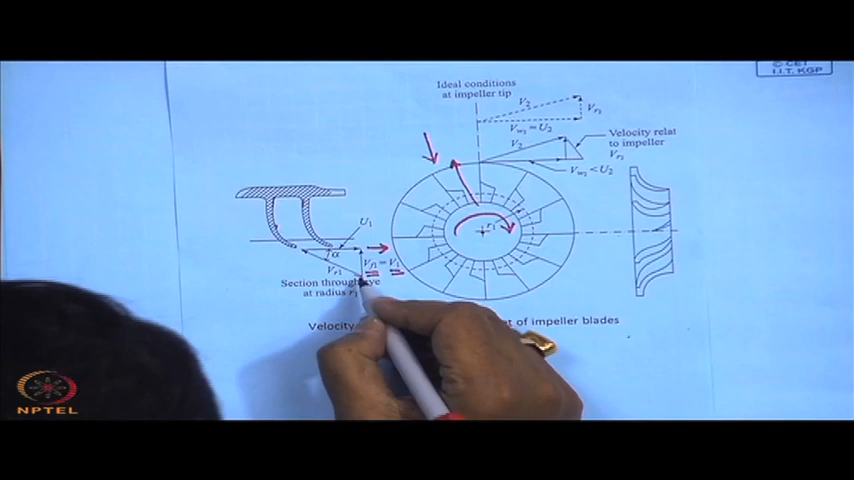 © CET
I.I.T. KGP
Ideal conditions
at impeller tip
V2
Vr2
Vw2 = U2
V2
Velocity relat
to impeller
Vr2
Vw2 < U2
U1
r1
α
Vf1 = V1
Vr1
Section through eye
at radius r1
Velocity
et of impeller blades
NPTEL